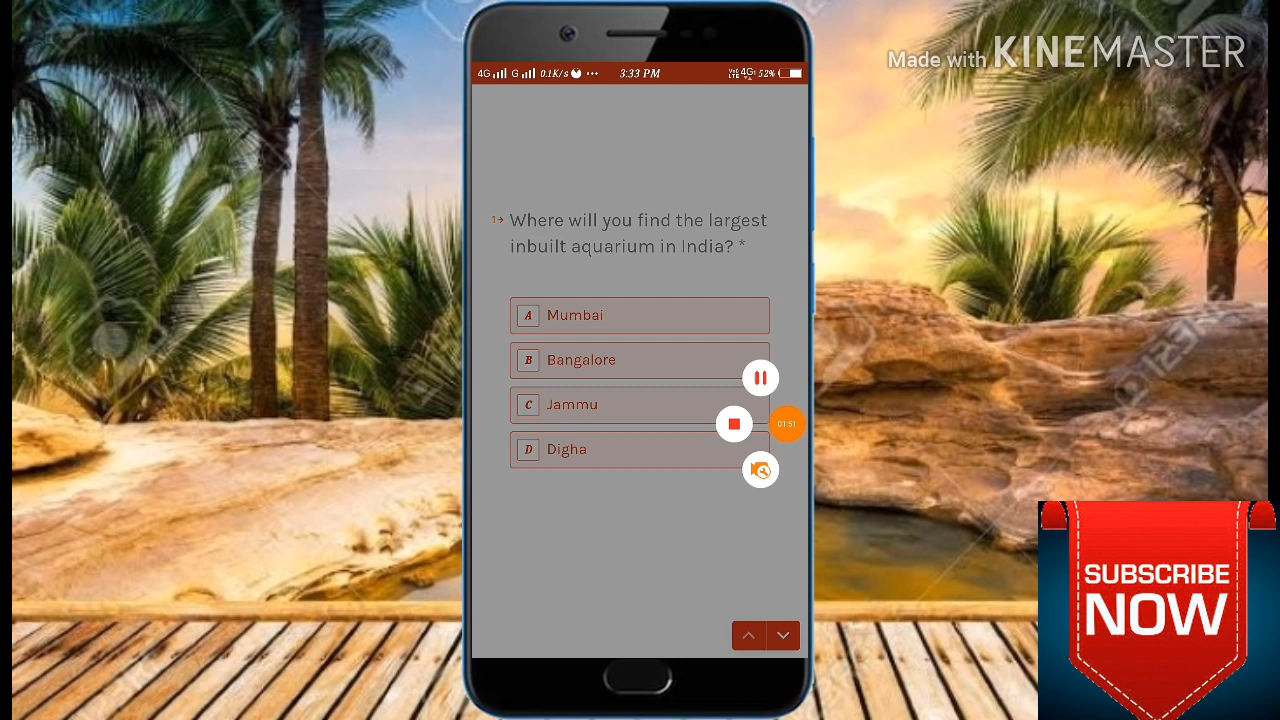 Made with KINEMASTER
4G G 0.1K/s ... 3:33 PM 4G 52%
1→ Where will you find the largest
inbuilt aquarium in India? *
A Mumbai
B Bangalore
C Jammu
01:51
D Digha
SUBSCRIBE
NOW